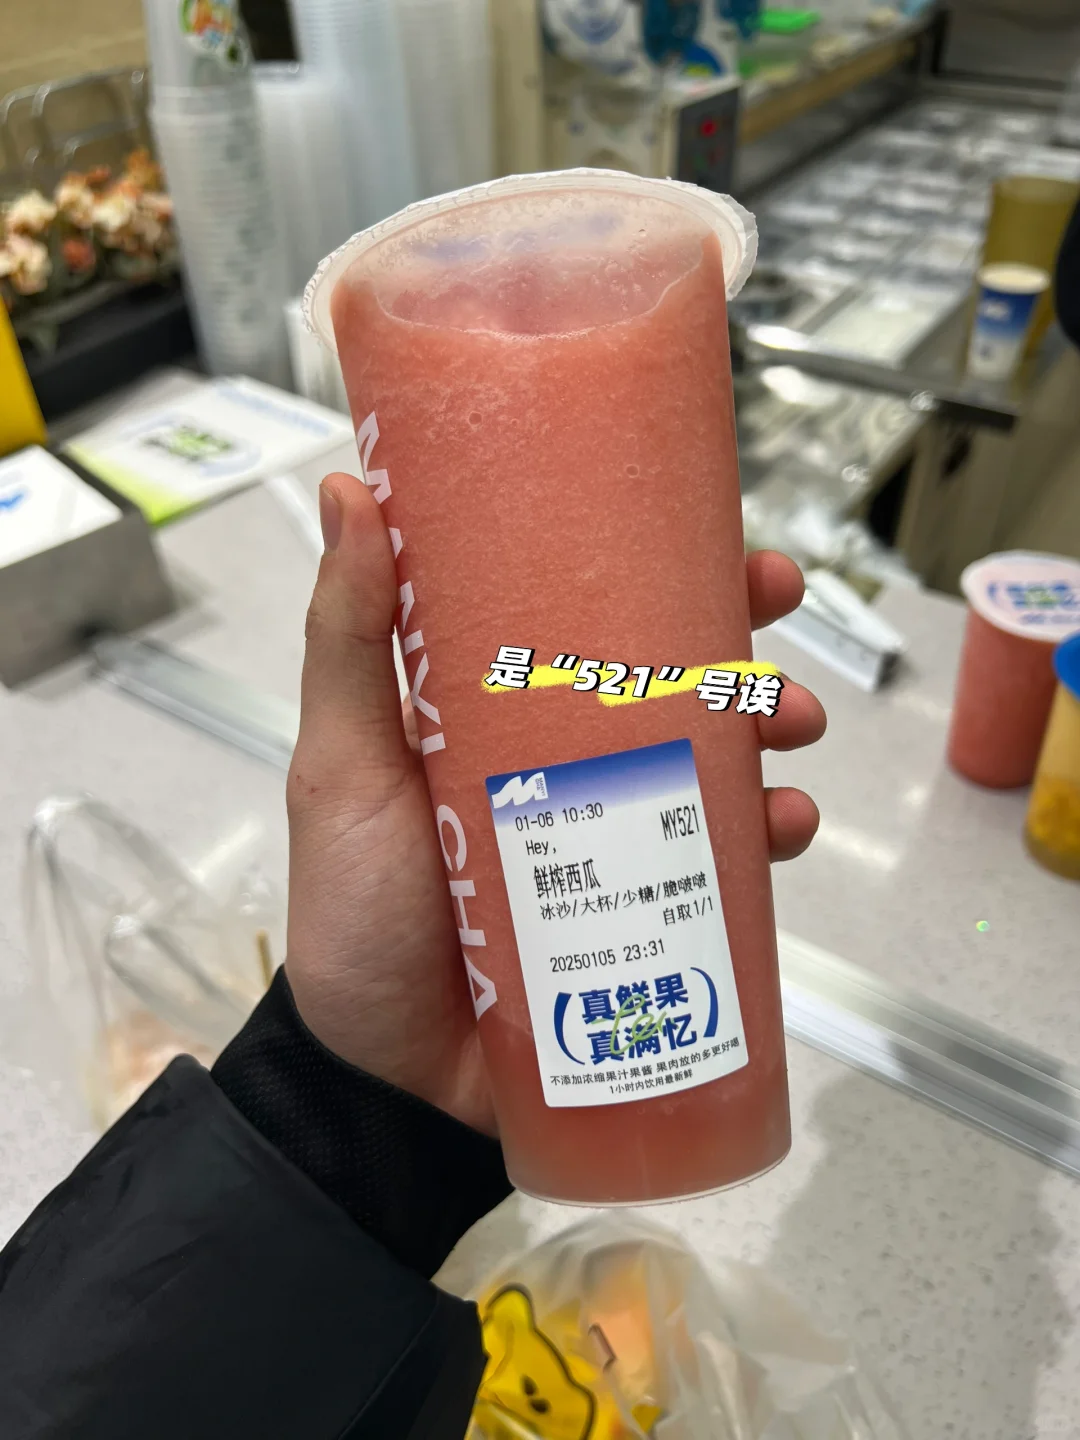 MANYI CHA
是“521”号诶
01-06 10:30
MY521
Hey,
鲜榨西瓜
冰沙/大杯/少糖/脆啵啵
自取1/1
20250105 23:31
真鲜果
真满忆
不添加浓缩果汁果酱 果肉放的多更好喝
1小时内饮用最新鲜